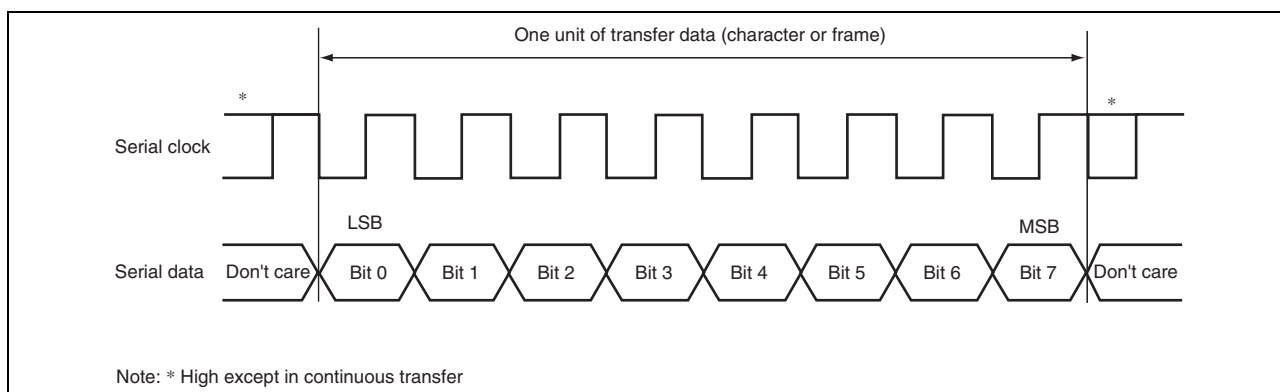 One unit of transfer data (character or frame)
* *
Serial clock
LSB MSB
Serial data Don't care Bit 0 Bit 1 Bit 2 Bit 3 Bit 4 Bit 5 Bit 6 Bit 7 Don't care
Note: * High except in continuous transfer